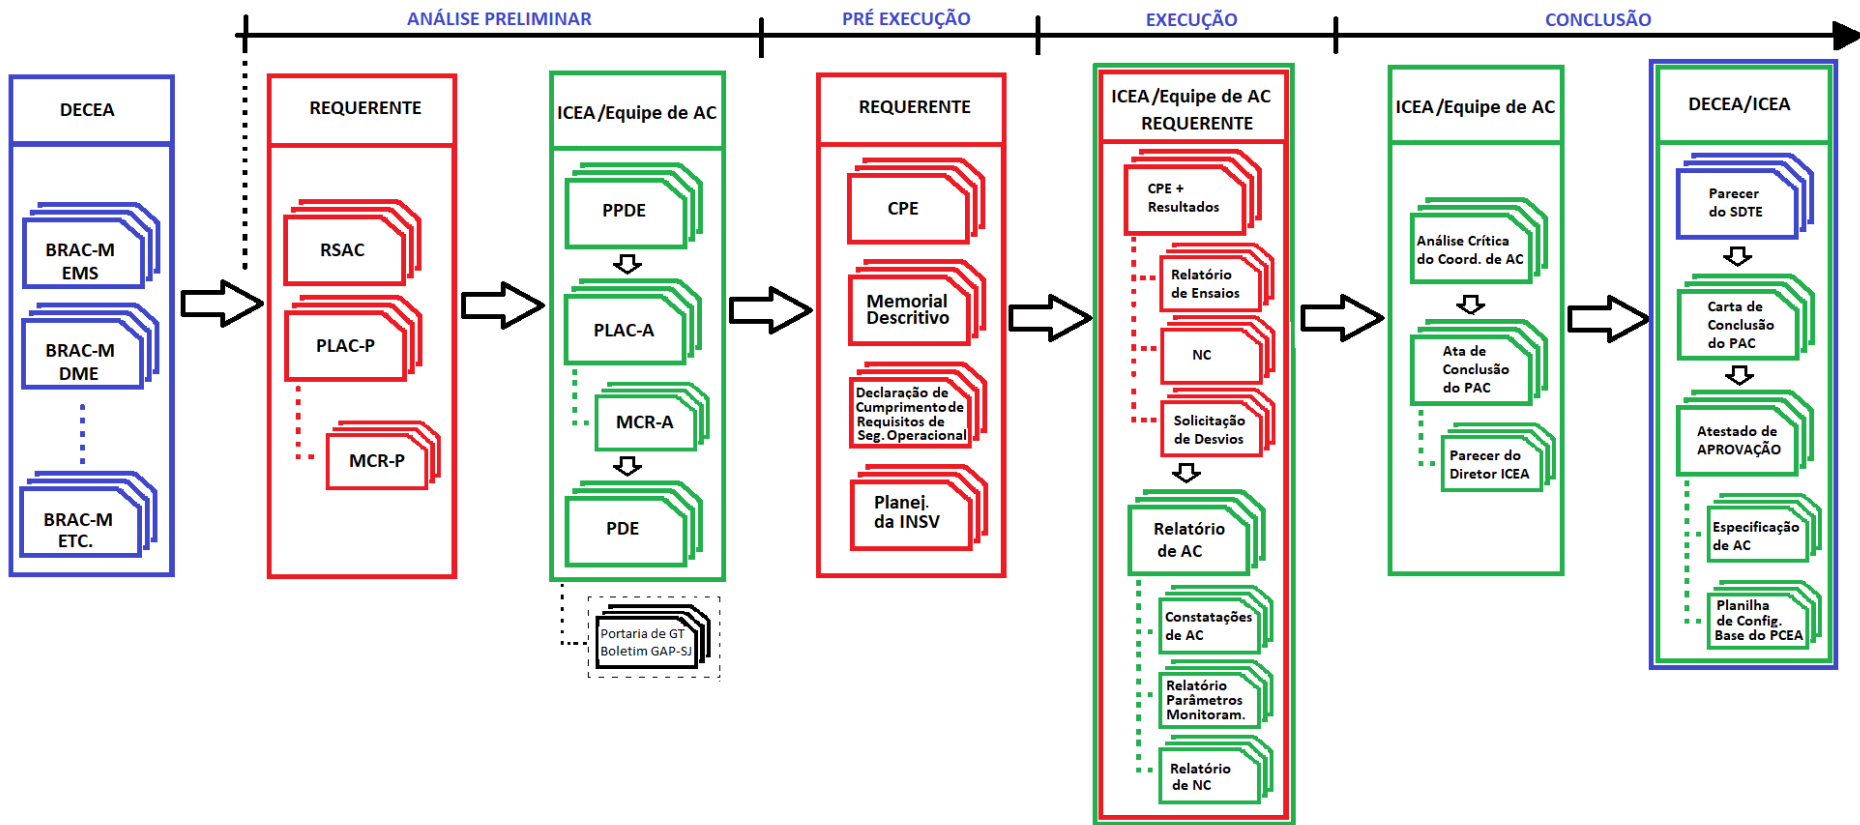 ANÁLISE PRELIMINAR
PRÉ EXECUÇÃO
EXECUÇÃO
CONCLUSÃO
DECEA
BRAC-M
EMS
BRAC-M
DME
BRAC-M
ETC.
REQUERENTE
RSAC
PLAC-P
MCR-P
ICEA/Equipe de AC
PPDE
PLAC-A
MCR-A
PDE
Portaria de GT
Boletim GAP-SJ
REQUERENTE
CPE
Memorial
Descritivo
Declaração de
Cumprimento de
Requisitos de
Seg. Operacional
Planej.
da INSV
ICEA/Equipe de AC
REQUERENTE
CPE +
Resultados
Relatório
de Ensaios
NC
Solicitação
de Desvios
Relatório
de AC
Constatações
de AC
Relatório
Parâmetros
Monitoram.
Relatório
de NC
ICEA/Equipe de AC
Análise Crítica
do Coord. de AC
Ata de
Conclusão
do PAC
Parecer do
Diretor ICEA
DECEA/ICEA
Parecer
do SDTE
Carta de
Conclusão
do PAC
Atestado de
APROVAÇÃO
Especificação
de AC
Planilha
de Config.
Base do PCEA